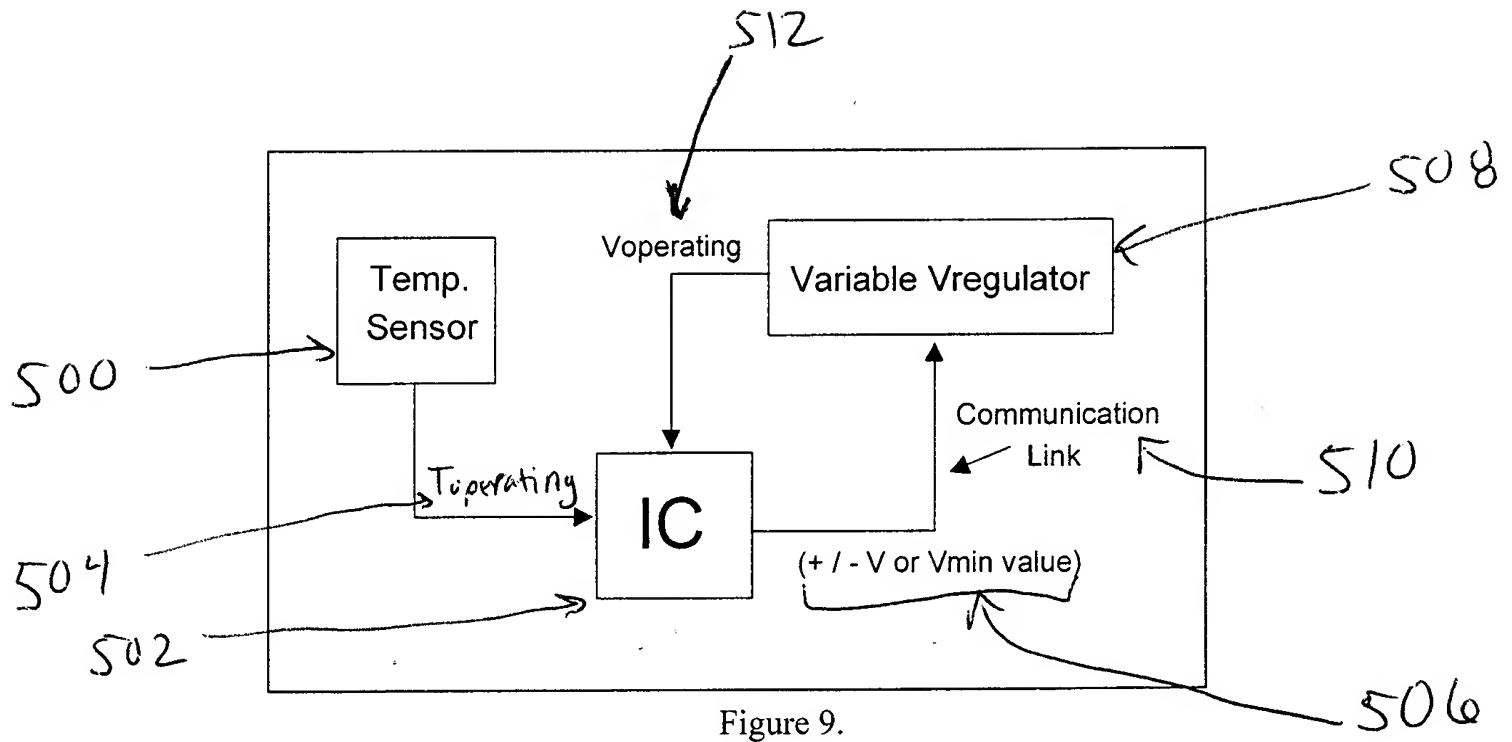 512
508
Voperating
Temp.
Sensor
Variable Vregulator
500
Communication
Link
510
Toperating
IC
504
(+ / - V or Vmin value)
502
506
Figure 9.